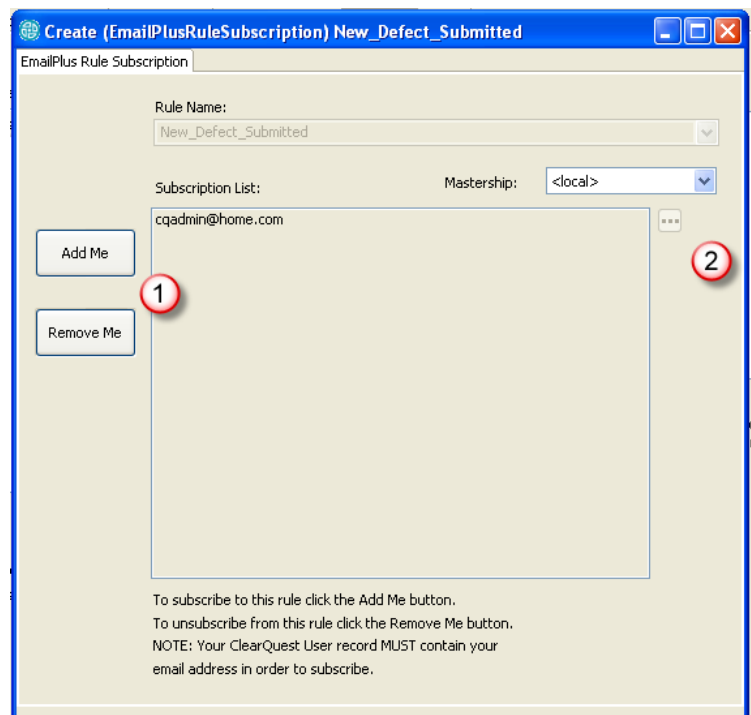 Create (EmailPlusRuleSubscription) New_Defect_Submitted
EmailPlus Rule Subscription
Rule Name:
New_Defect_Submitted
Subscription List:
Mastership:
<local>
cqadmin@home.com
Add Me
1
2
Remove Me
To subscribe to this rule click the Add Me button.
To unsubscribe from this rule click the Remove Me button.
NOTE: Your ClearQuest User record MUST contain your
email address in order to subscribe.